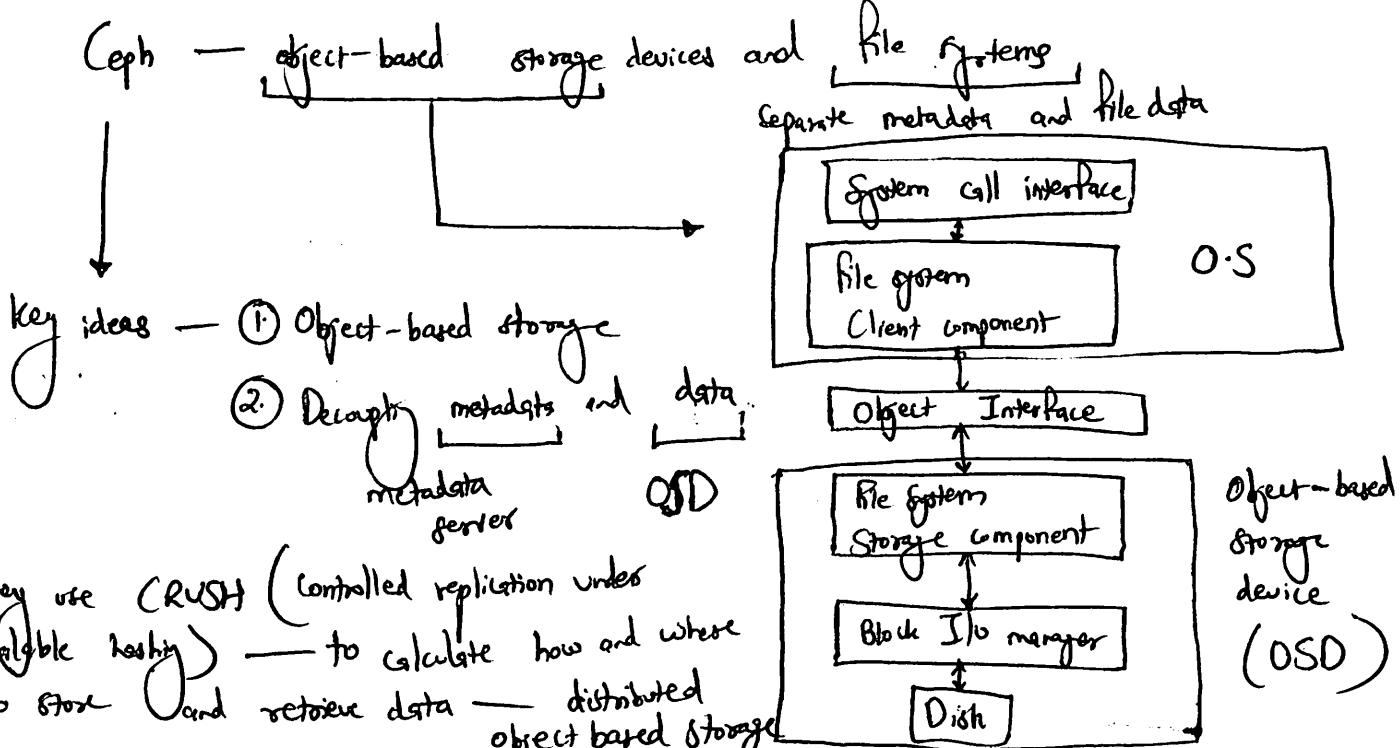 Ceph — object-based storage devices and file systems
Separate metadata and file data
System call interface
File system
Client component
O.S
Key ideas — ① Object-based storage
② Decoupling metadata and data
metadata
server
OSD
Object Interface
File System
Storage component
Block I/O manager
Disk
Object-based
storage
device
(OSD)
use CRUSH (Controlled replication under
hashing) — to calculate how and where
store and retrieve data — distributed
object based storage